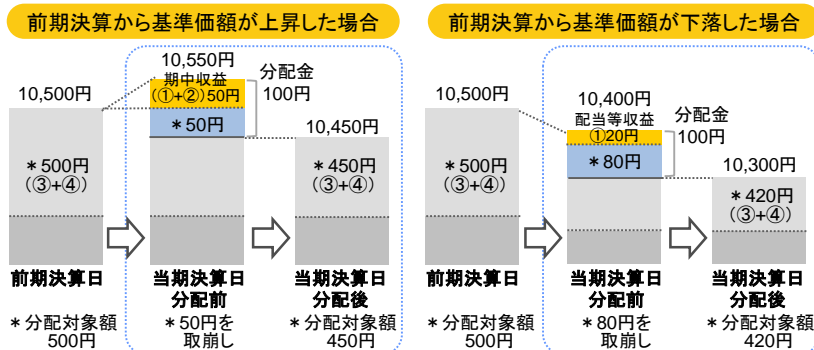 前期決算から基準価額が上昇した場合
10,550円
期中収益
(①+②)50円
分配金
100円
10,500円
＊50円
10,450円
＊500円
(③+④)
＊450円
(③+④)
前期決算日
当期決算日
分配前
当期決算日
分配後
＊分配対象額
500円
＊50円を
取崩し
＊分配対象額
450円
前期決算から基準価額が下落した場合
10,500円
10,400円
配当等収益
①20円
分配金
100円
＊80円
10,300円
＊500円
(③+④)
＊420円
(③+④)
前期決算日
当期決算日
分配前
当期決算日
分配後
＊分配対象額
500円
＊80円を
取崩し
＊分配対象額
420円